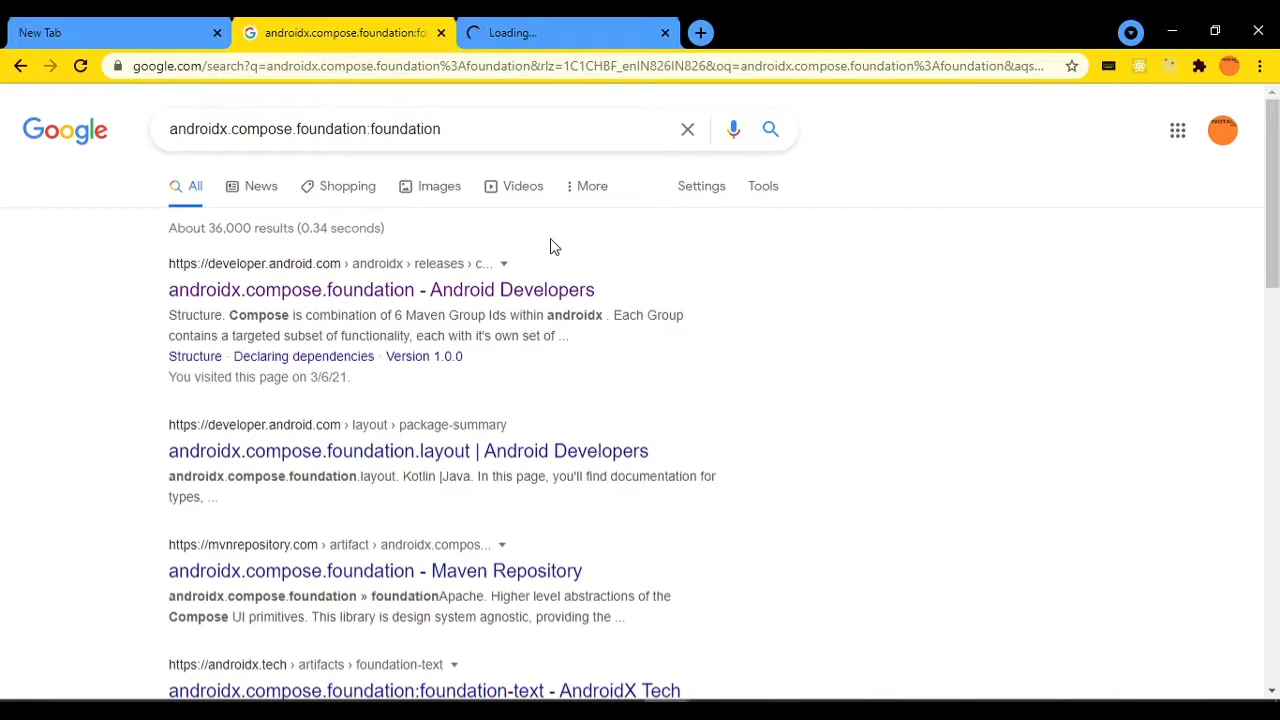 New Tab
androidx.compose.foundation:fo
Loading...
google.com/search?q=androidx.compose.foundation%3Afoundation&rlz=1C1CHBF_enIN826IN826&oq=androidx.compose.foundation%3Afoundation&aqs...
Google
androidx.compose.foundation:foundation
All News Shopping Images Videos More Settings Tools
About 36,000 results (0.34 seconds)
https://developer.android.com › androidx › releases › c...
androidx.compose.foundation - Android Developers
Structure. Compose is combination of 6 Maven Group Ids within androidx . Each Group
contains a targeted subset of functionality, each with it's own set of ...
Structure · Declaring dependencies · Version 1.0.0
You visited this page on 3/6/21.
https://developer.android.com › layout › package-summary
androidx.compose.foundation.layout | Android Developers
androidx.compose.foundation.layout. Kotlin |Java. In this page, you'll find documentation for
types, ...
https://mvnrepository.com › artifact › androidx.compos...
androidx.compose.foundation - Maven Repository
androidx.compose.foundation » foundationApache. Higher level abstractions of the
Compose UI primitives. This library is design system agnostic, providing the ...
https://androidx.tech › artifacts › foundation-text
androidx.compose.foundation:foundation-text - AndroidX Tech